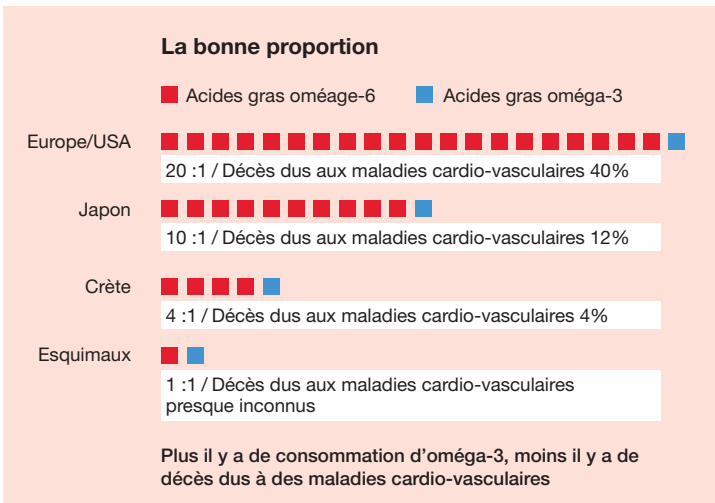 La bonne proportion
Acides gras oméage-6
Acides gras oméga-3
Europe/USA
20 :1 / Décès dus aux maladies cardio-vasculaires 40%
Japon
10 :1 / Décès dus aux maladies cardio-vasculaires 12%
Crète
4 :1 / Décès dus aux maladies cardio-vasculaires 4%
Esquimaux
1 :1 / Décès dus aux maladies cardio-vasculaires
presque inconnus
Plus il y a de consommation d'oméga-3, moins il y a de
décès dus à des maladies cardio-vasculaires